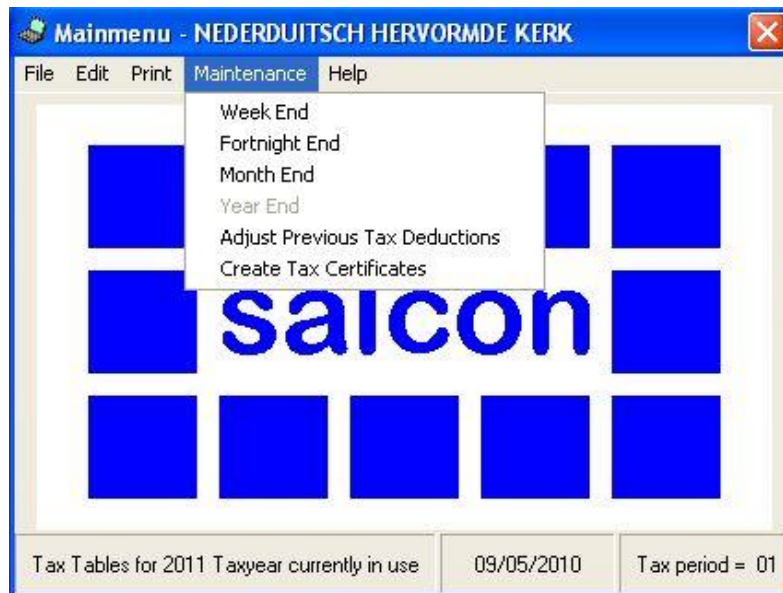 Mainmenu - NEDERDUITSCH HERVORMDE KERK
File Edit Print Maintenance Help
Week End
Fortnight End
Month End
Year End
Adjust Previous Tax Deductions
Create Tax Certificates
salcon
Tax Tables for 2011 Taxyear currently in use 09/05/2010 Tax period = 01